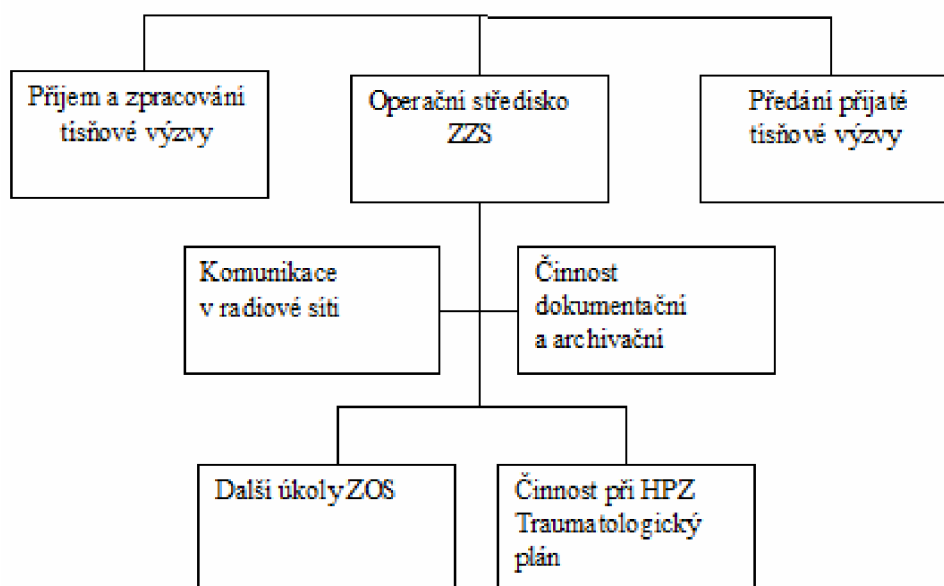 Příjem a zpracování
tísňové výzvy
Operační středisko
ZZS
Předání přijaté
tísňové výzvy
Komunikace
v radiové síti
Činnost
dokumentační
a archivační
Další úkoly ZOS
Činnost při HPZ
Traumatologický
plán